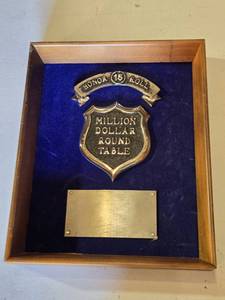 HONOR 15 ROLL
MILLION
DOLLAR
ROUND
TABLE